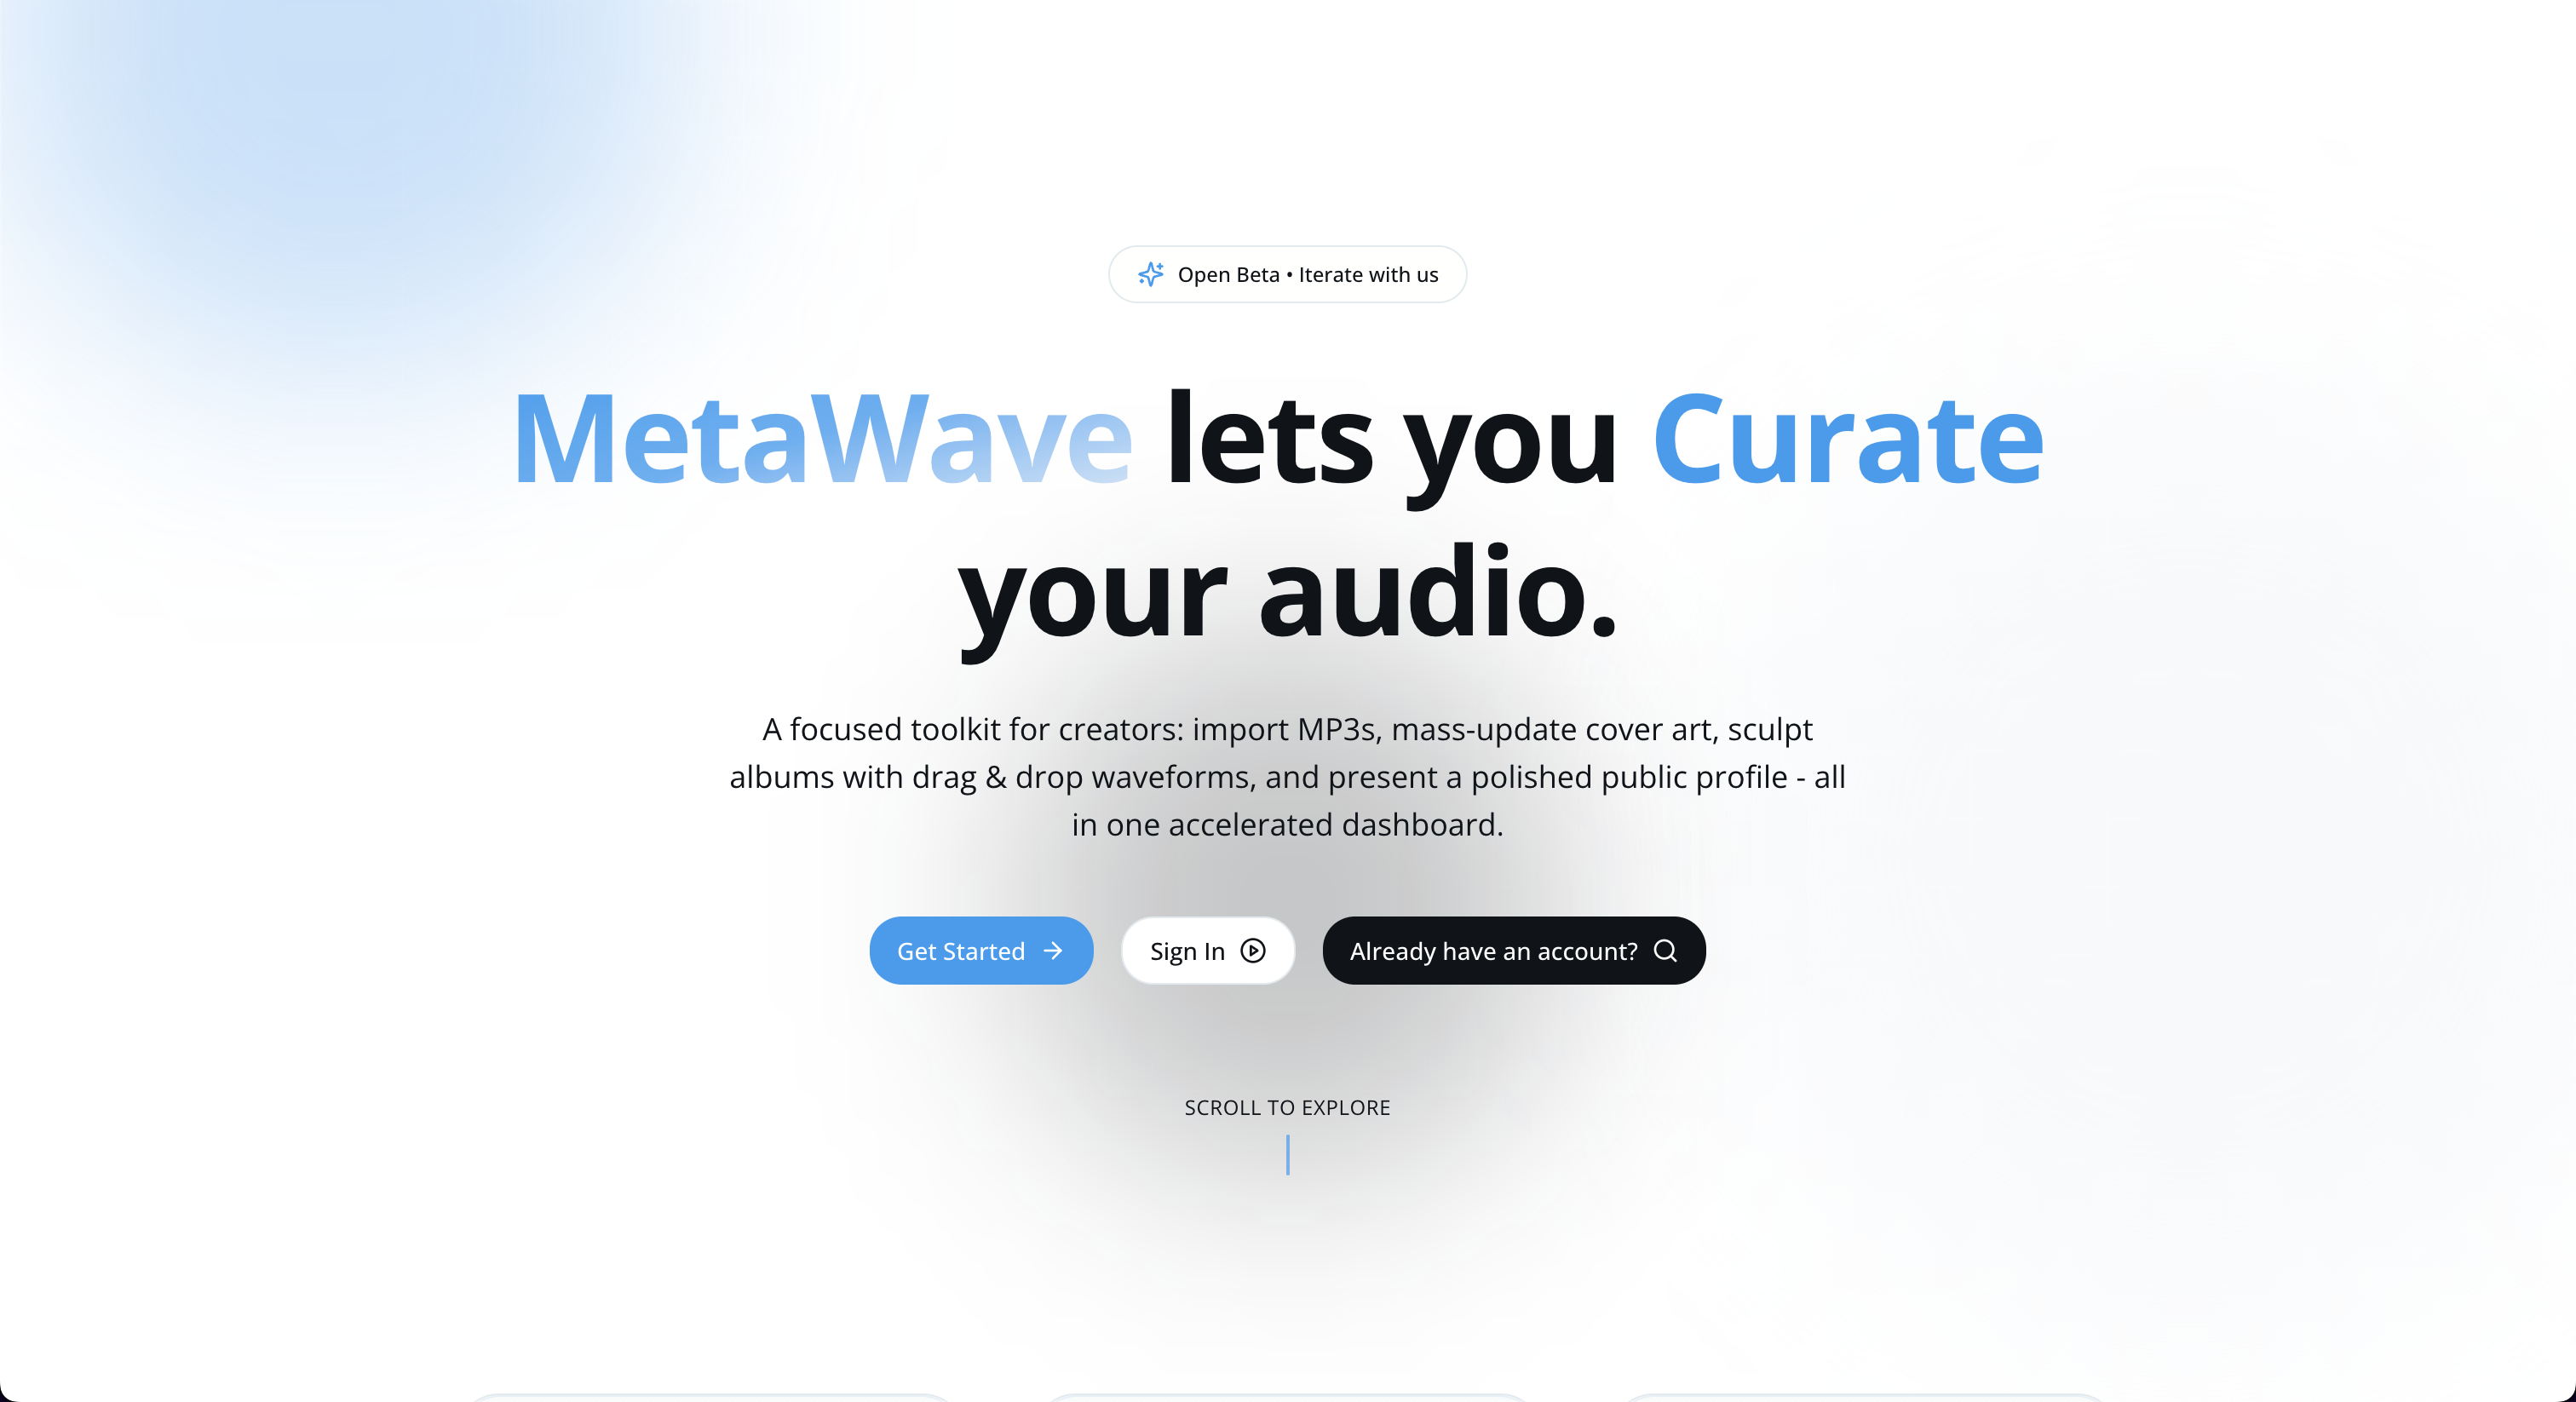 Open Beta • Iterate with us
MetaWave lets you Curate
your audio.
A focused toolkit for creators: import MP3s, mass-update cover art, sculpt
albums with drag & drop waveforms, and present a polished public profile - all
in one accelerated dashboard.
Get Started
Sign In
Already have an account?
SCROLL TO EXPLORE